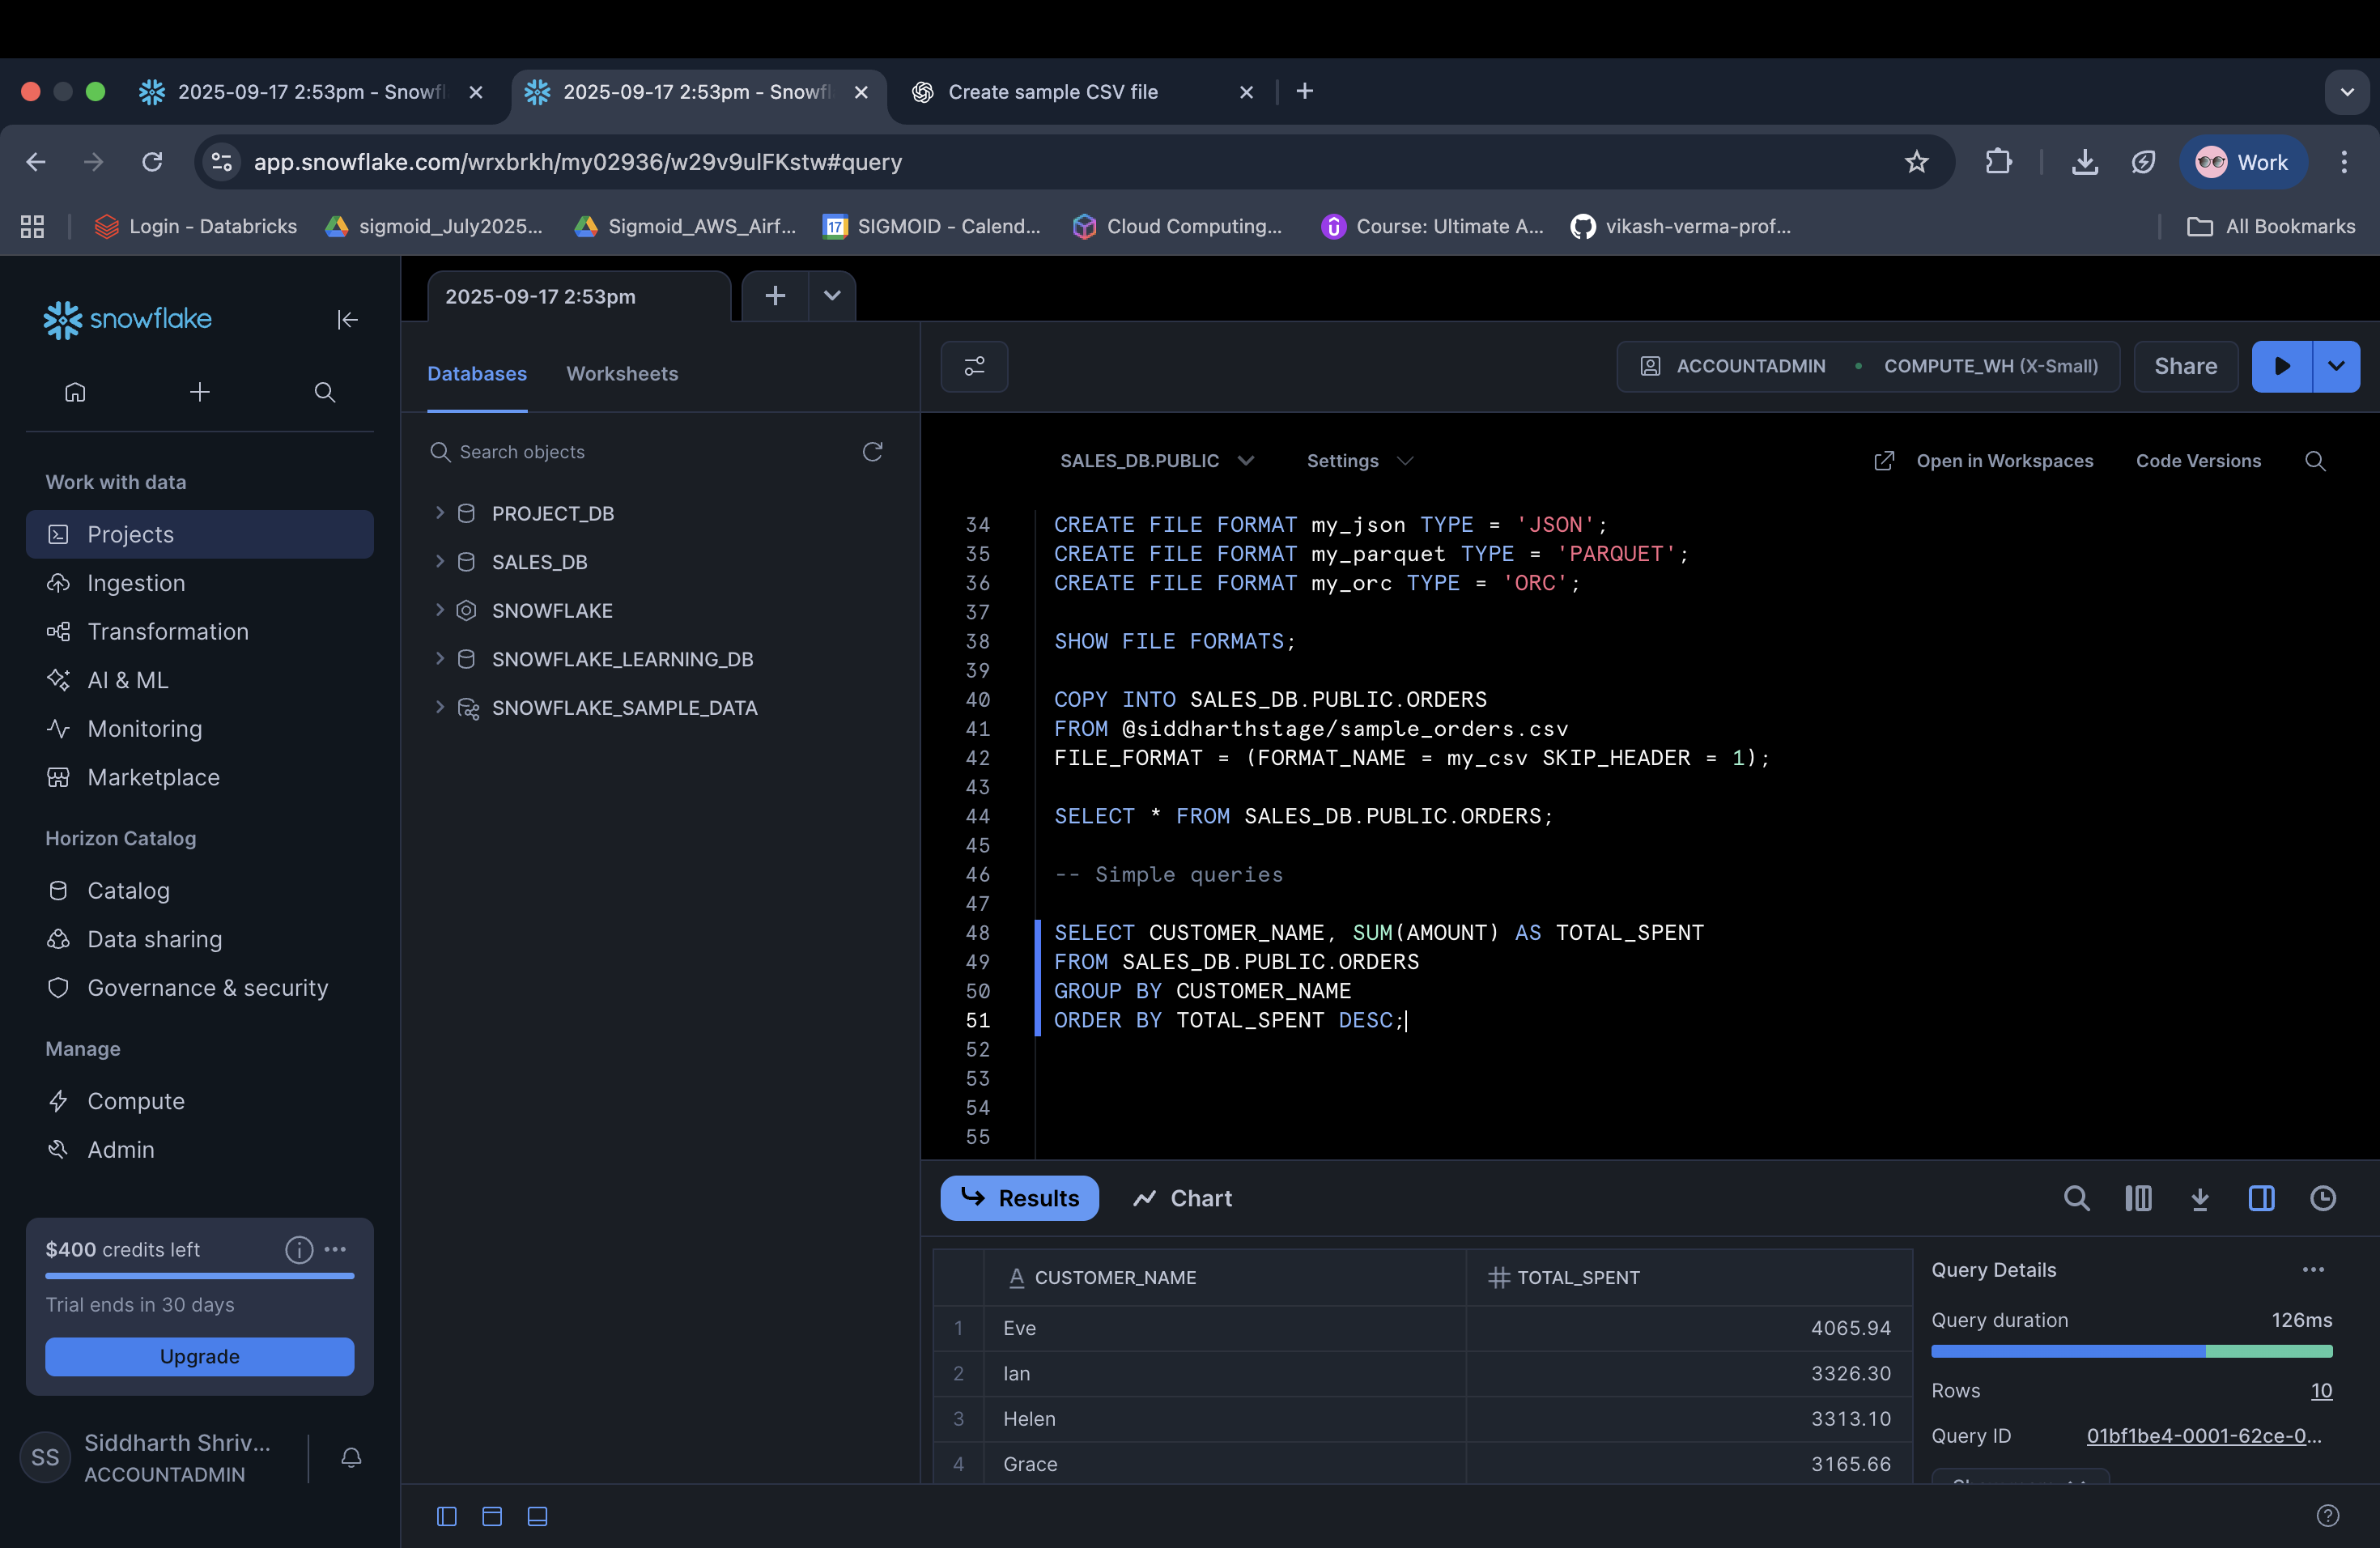 2025-09-17 2:53pm - Snowfl
2025-09-17 2:53pm - Snowfl
Create sample CSV file
app.snowflake.com/wrxbrkh/my02936/w29v9ulFKstw#query
Work
Login - Databricks
sigmoid_July2025...
Sigmoid_AWS_Airf...
17
SIGMOID - Calend...
Cloud Computing...
Course: Ultimate A...
vikash-verma-prof...
All Bookmarks
snowflake
Work with data
Projects
Ingestion
Transformation
AI & ML
Monitoring
Marketplace
Horizon Catalog
Catalog
Data sharing
Governance & security
Manage
Compute
Admin
$400 credits left
Trial ends in 30 days
Upgrade
SS
Siddharth Shriv...
ACCOUNTADMIN
2025-09-17 2:53pm
Databases
Worksheets
Search objects
PROJECT_DB
SALES_DB
SNOWFLAKE
SNOWFLAKE_LEARNING_DB
SNOWFLAKE_SAMPLE_DATA
ACCOUNTADMIN
COMPUTE_WH (X-Small)
Share
SALES_DB.PUBLIC
Settings
Open in Workspaces
Code Versions
34 CREATE FILE FORMAT my_json TYPE = 'JSON';
35 CREATE FILE FORMAT my_parquet TYPE = 'PARQUET';
36 CREATE FILE FORMAT my_orc TYPE = 'ORC';
37
38 SHOW FILE FORMATS;
39
40 COPY INTO SALES_DB.PUBLIC.ORDERS
41 FROM @siddharthstage/sample_orders.csv
42 FILE_FORMAT = (FORMAT_NAME = my_csv SKIP_HEADER = 1);
43
44 SELECT * FROM SALES_DB.PUBLIC.ORDERS;
45
46 -- Simple queries
47
48 SELECT CUSTOMER_NAME, SUM(AMOUNT) AS TOTAL_SPENT
49 FROM SALES_DB.PUBLIC.ORDERS
50 GROUP BY CUSTOMER_NAME
51 ORDER BY TOTAL_SPENT DESC;
52
53
54
55
Results
Chart
CUSTOMER_NAME TOTAL_SPENT
1 Eve 4065.94
2 Ian 3326.30
3 Helen 3313.10
4 Grace 3165.66
Query Details
Query duration 126ms
Rows 10
Query ID 01bf1be4-0001-62ce-0...